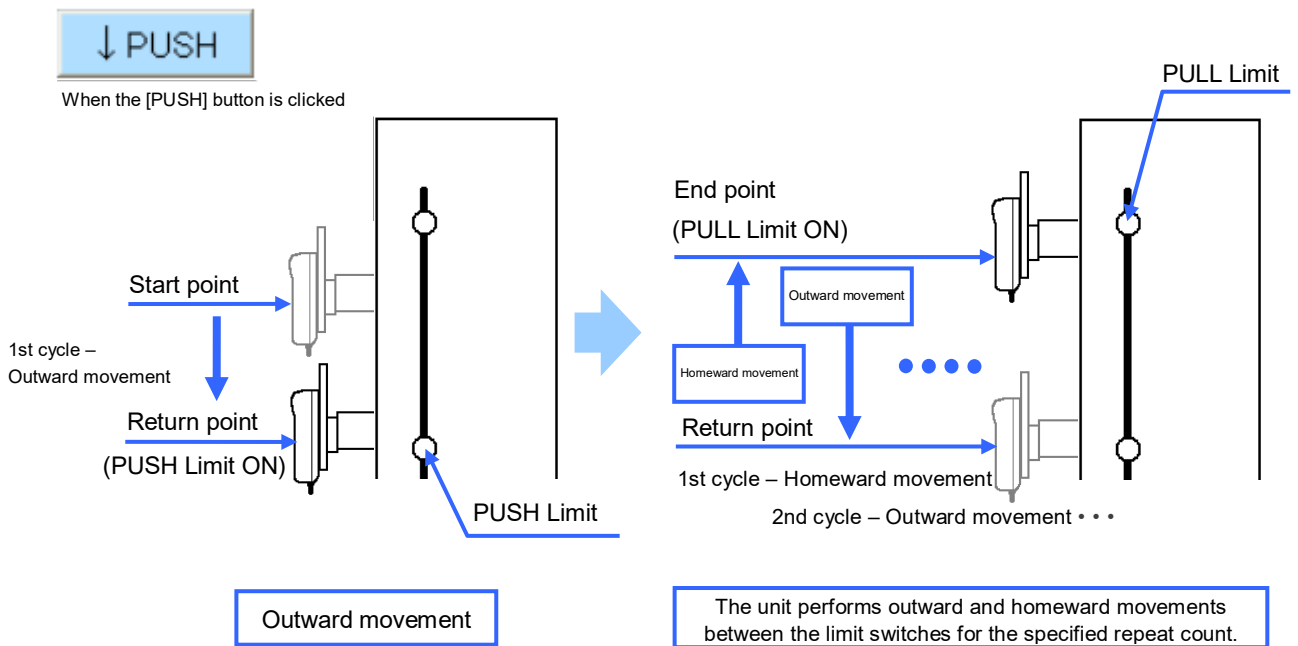 ↓ PUSH
When the [PUSH] button is clicked
Start point
1st cycle –
Outward movement
Return point
(PUSH Limit ON)
PUSH Limit
Outward movement
PULL Limit
End point
(PULL Limit ON)
Outward movement
Homeward movement
Return point
1st cycle – Homeward movement
2nd cycle – Outward movement • • •
The unit performs outward and homeward movements
between the limit switches for the specified repeat count.